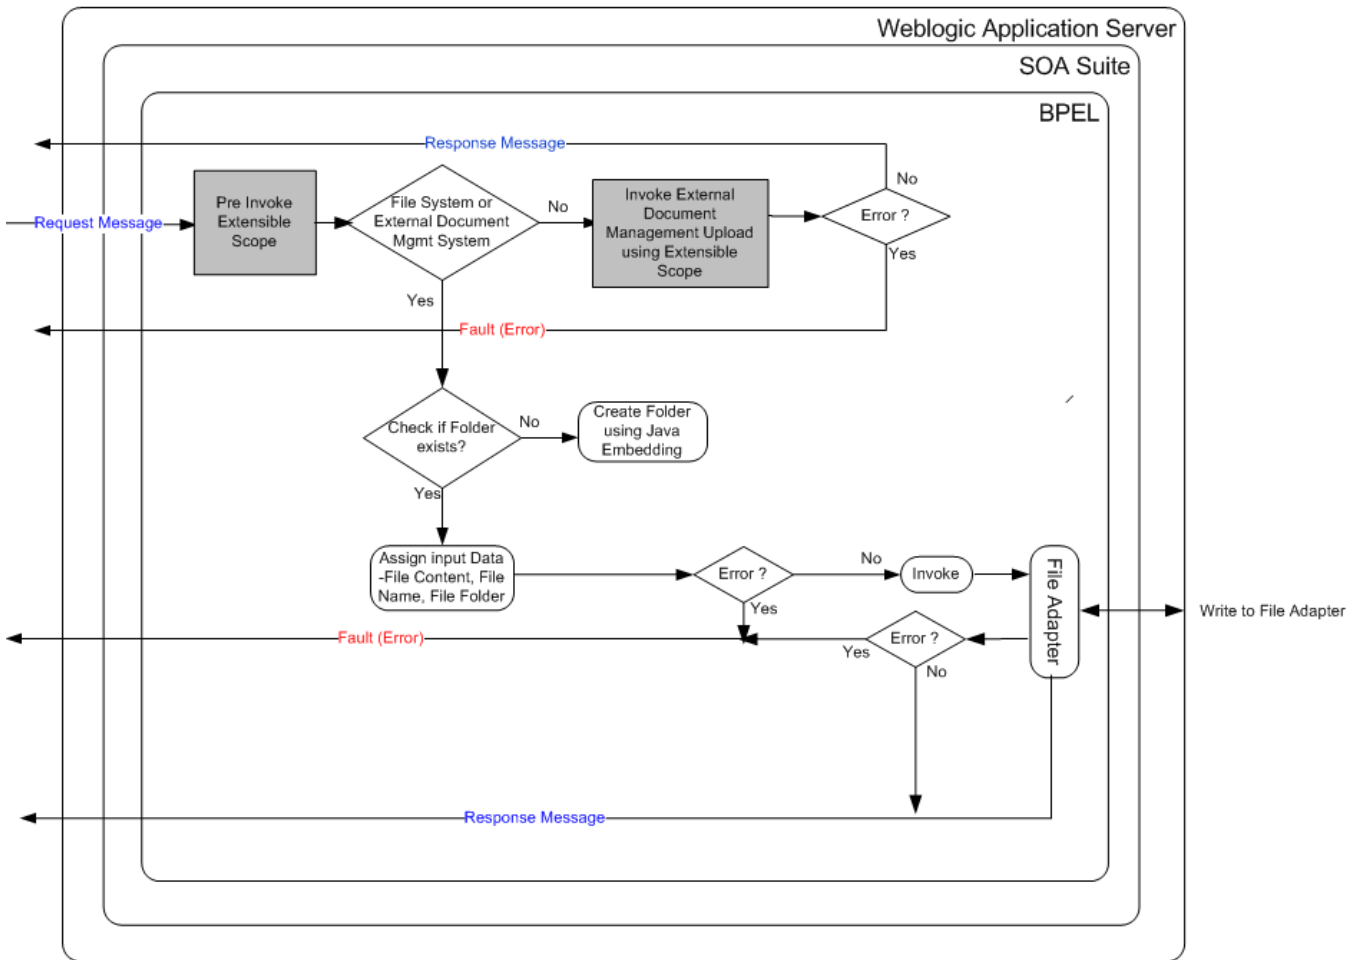 Weblogic Application Server
SOA Suite
BPEL
Response Message
No
Pre Invoke
Extensible
Scope
File System or
External Document
Mgmt System
No
Invoke External
Document
Management Upload
using Extensible
Scope
Error ?
Request Message
Yes
Yes
Fault (Error)
Check if Folder
exists?
No
Create Folder
using Java
Embedding
Yes
Assign input Data
-File Content, File
Name, File Folder
Error ?
No
Invoke
File Adapter
Yes
Write to File Adapter
Fault (Error)
Error ?
Yes
No
Response Message